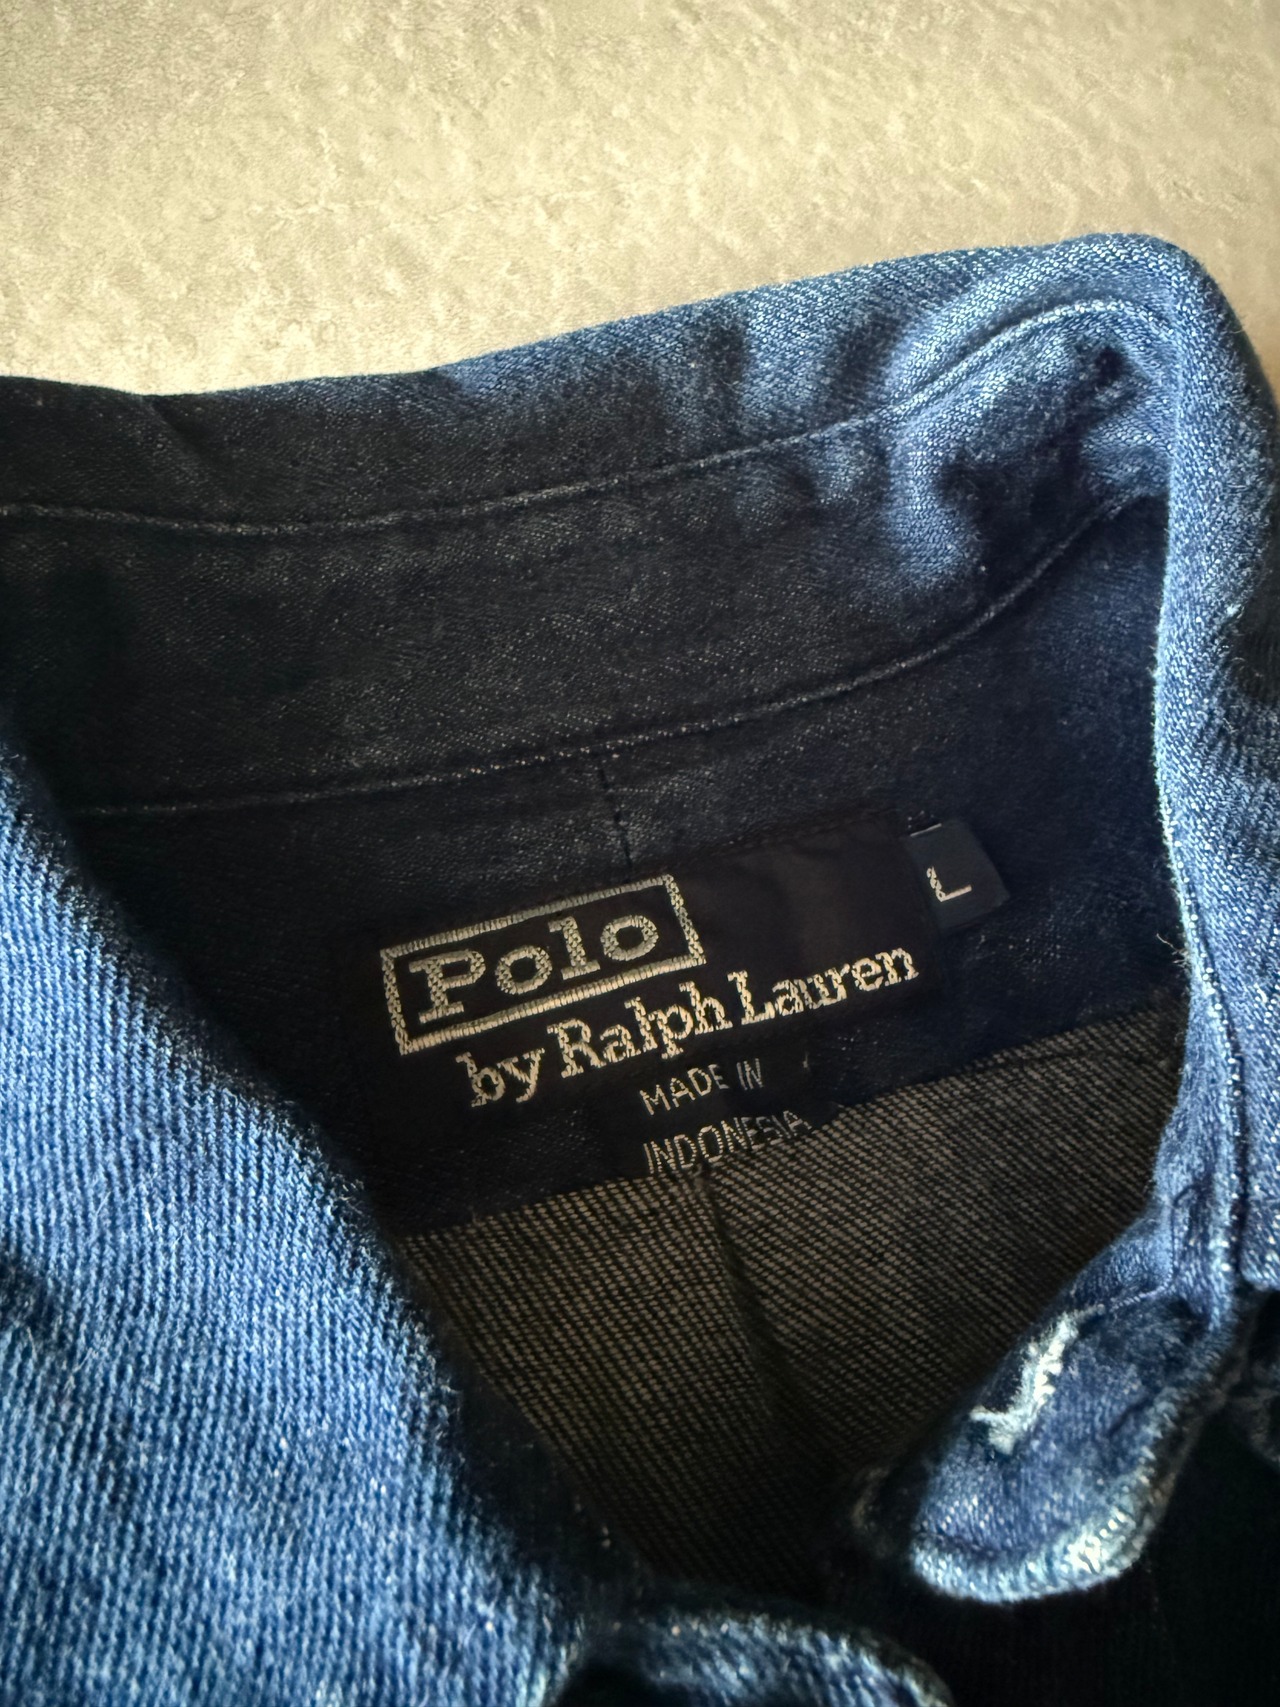 Polo
by Ralph Lauren
L
MADE IN
INDONESIA